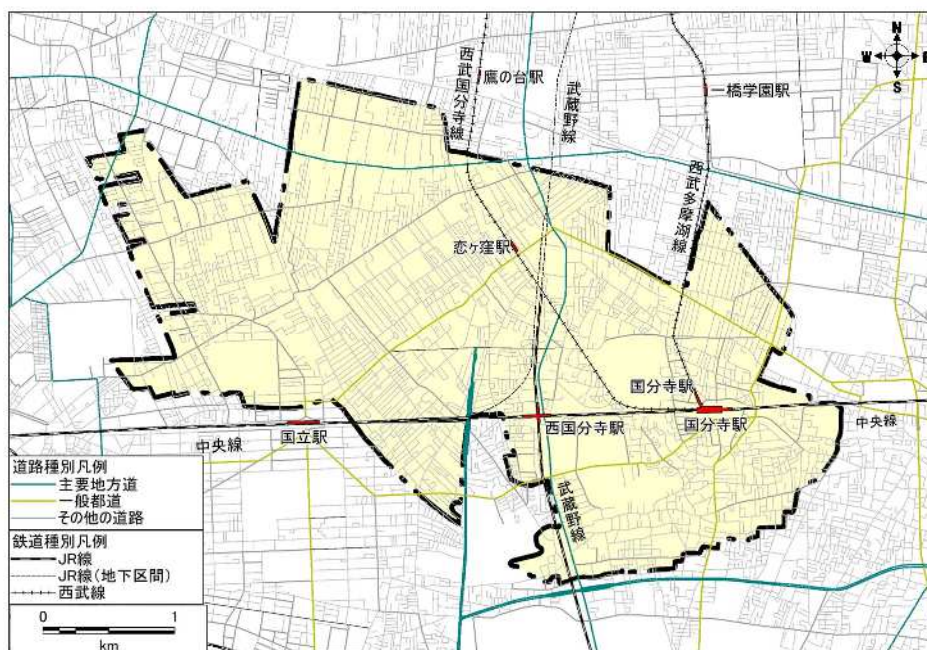 西武国分寺線
鷹の台駅
武蔵野線
一橋学園駅
N
W
E
S
西武多摩湖線
恋ヶ窪駅
国分寺駅
国分寺駅
西国分寺駅
国立駅
中央線
中央線
武蔵野線
道路種別凡例
主要地方道
一般都道
その他の道路
鉄道種別凡例
JR線
JR線(地下区間)
西武線
0 1
km